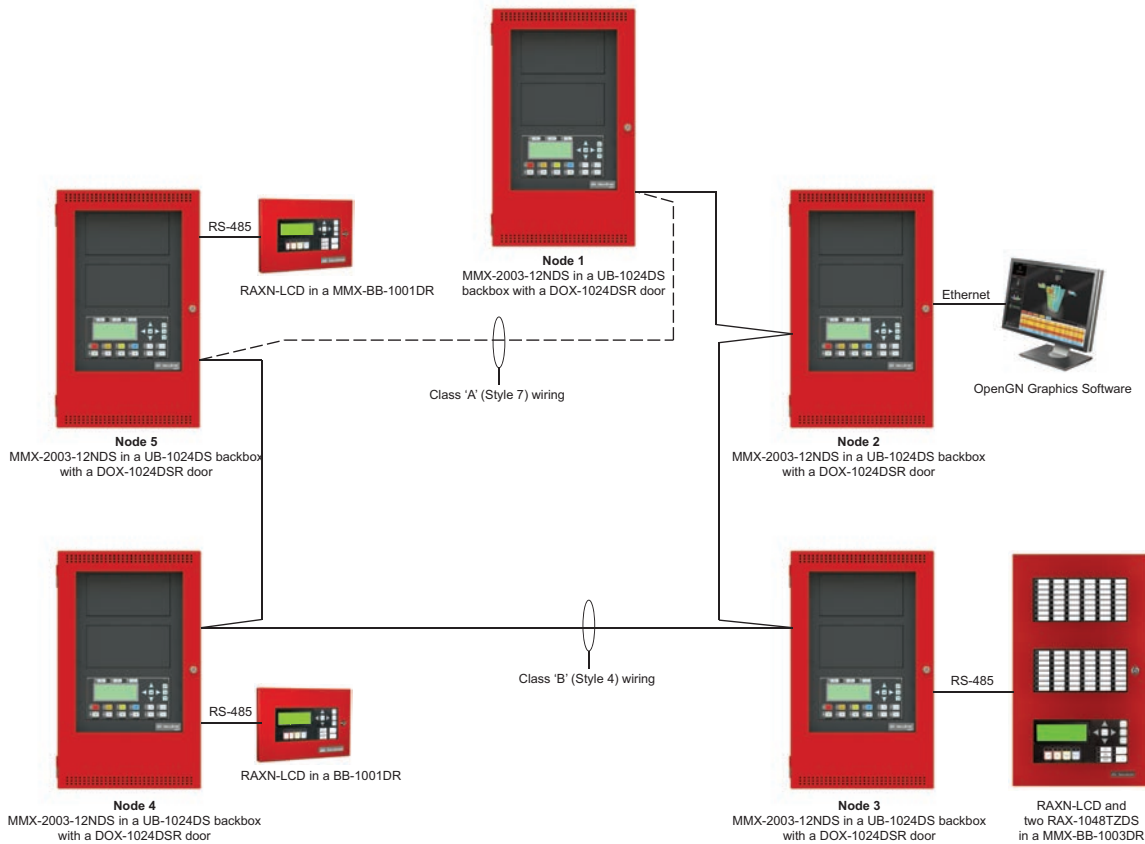 Node 1
MMX-2003-12NDS in a UB-1024DS
backbox with a DOX-1024DSR door
RS-485
RAXN-LCD in a MMX-BB-1001DR
Ethernet
OpenGN Graphics Software
Class 'A' (Style 7) wiring
Node 5
MMX-2003-12NDS in a UB-1024DS backbox
with a DOX-1024DSR door
Node 2
MMX-2003-12NDS in a UB-1024DS backbox
with a DOX-1024DSR door
Class 'B' (Style 4) wiring
RS-485
RS-485
RAXN-LCD in a BB-1001DR
Node 4
MMX-2003-12NDS in a UB-1024DS backbox
with a DOX-1024DSR door
Node 3
MMX-2003-12NDS in a UB-1024DS backbox
with a DOX-1024DSR door
RAXN-LCD and
two RAX-1048TZDS
in a MMX-BB-1003DR